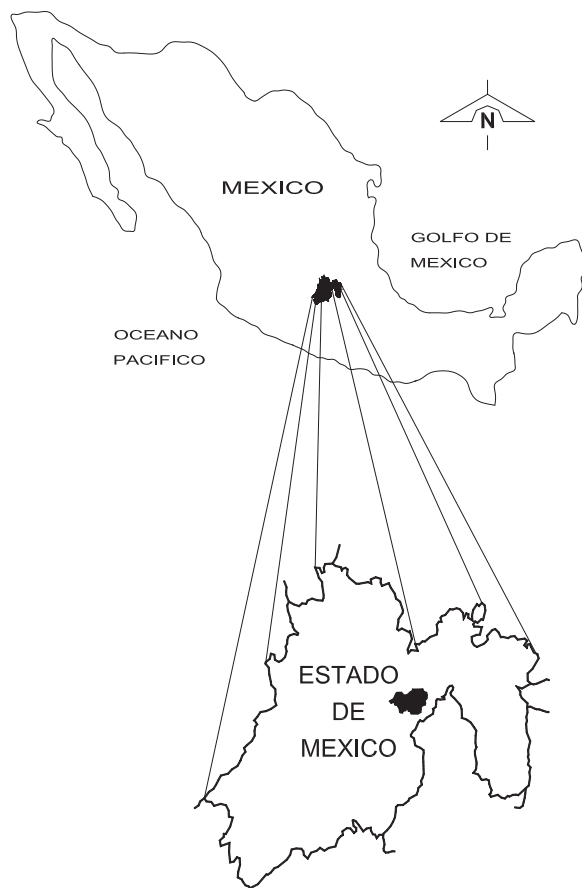 N
MEXICO
GOLFO DE
MEXICO
OCEANO
PACIFICO
ESTADO
DE
MEXICO